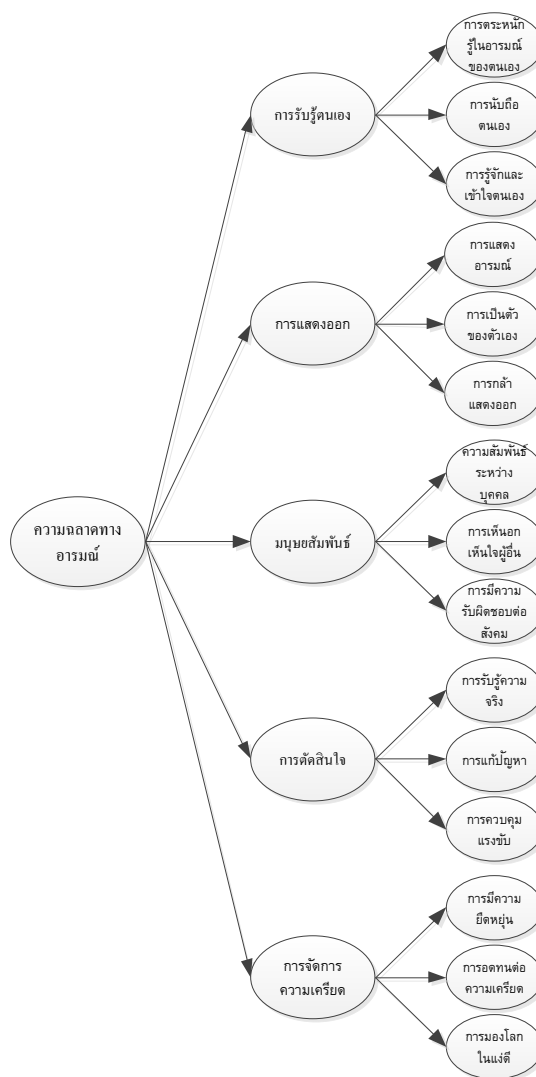 การตระหนัก
รู้ในอารมณ์
ของตนเอง
การรับรู้ตนเอง
การนับถือ
ตนเอง
การรู้จักและ
เข้าใจตนเอง
การแสดง
อารมณ์
การแสดงออก
การเป็นตัว
ของตัวเอง
การกล้า
แสดงออก
ความสัมพันธ์
ระหว่าง
บุคคล
ความฉลาดทาง
อารมณ์
มนุษยสัมพันธ์
การเห็นอก
เห็นใจผู้อื่น
การมีความ
รับผิดชอบต่อ
สังคม
การรับรู้ความ
จริง
การตัดสินใจ
การแก้ปัญหา
การควบคุม
แรงขับ
การมีความ
ยืดหยุ่น
การจัดการ
ความเครียด
การอดทนต่อ
ความเครียด
การมองโลก
ในแง่ดี